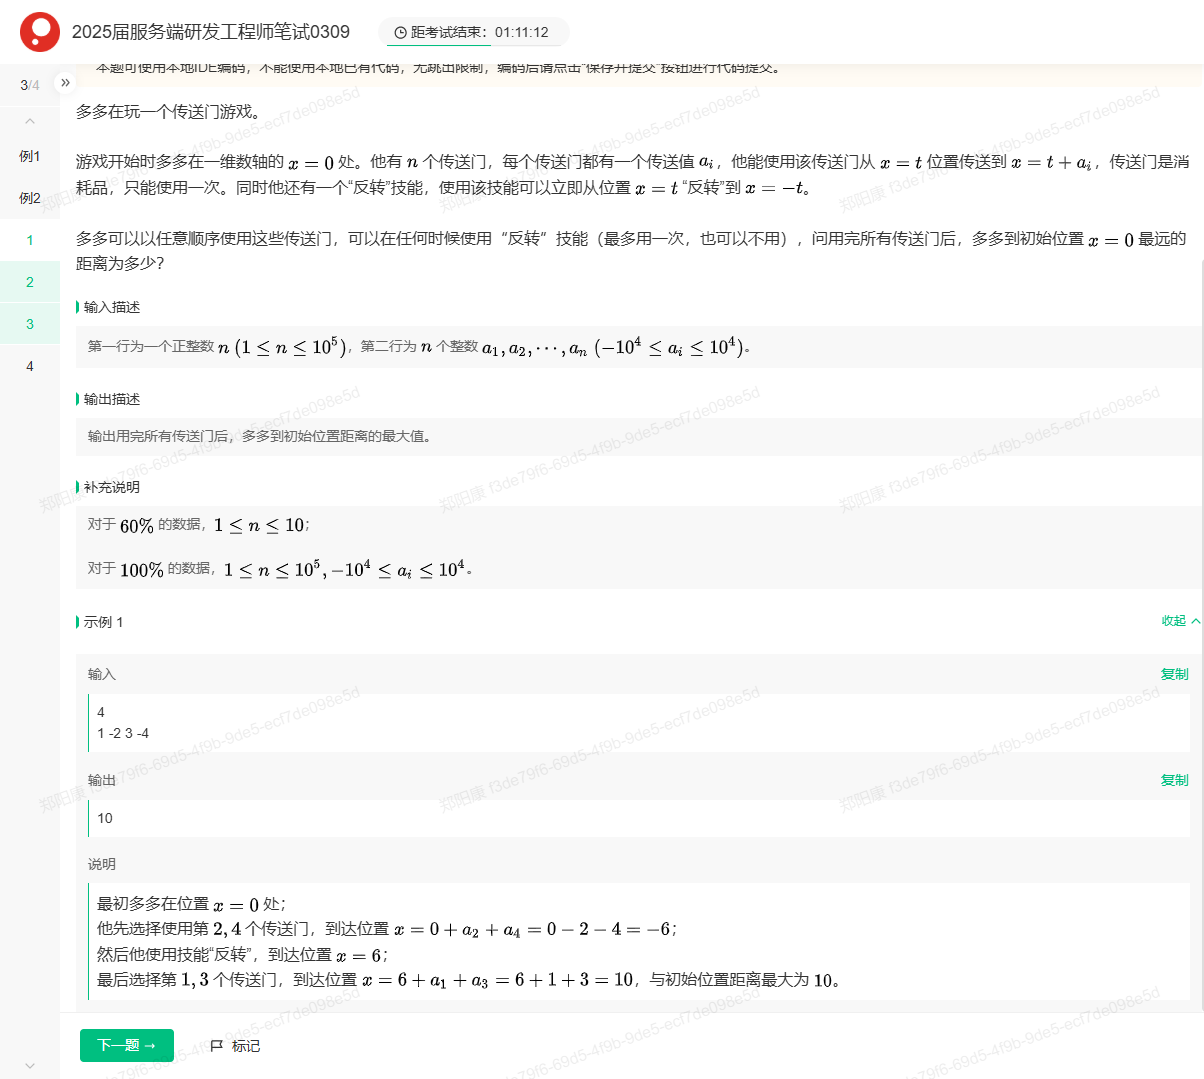 2025届服务端研发工程师笔试0309
距考试结束：01:11:12
3/4
例1
例2
1
2
3
4
本题可使用本地IDE编码，不能使用本地已有代码，无跳出限制，编码后请点击“保存并提交”按钮进行代码提交。
多多在玩一个传送门游戏。
游戏开始时多多在一维数轴的 x = 0 处。他有 n 个传送门，每个传送门都有一个传送值 a_i，他能使用该传送门从 x = t 位置传送到 x = t + a_i，传送门是消
耗品，只能使用一次。同时他还有一个“反转”技能，使用该技能可以立即从位置 x = t “反转”到 x = −t。
多多可以以任意顺序使用这些传送门，可以在任何时候使用“反转”技能（最多用一次，也可以不用），问用完所有传送门后，多多到初始位置 x = 0 最远的
距离为多少？
输入描述
第一行为一个正整数 n (1 ≤ n ≤ 10^5)，第二行为 n 个整数 a_1, a_2, ⋯, a_n (−10^4 ≤ a_i ≤ 10^4)。
输出描述
输出用完所有传送门后，多多到初始位置距离的最大值。
补充说明
对于 60% 的数据，1 ≤ n ≤ 10；
对于 100% 的数据，1 ≤ n ≤ 10^5, −10^4 ≤ a_i ≤ 10^4。
示例 1
收起
输入
复制
4
1 -2 3 -4
输出
复制
10
说明
最初多多在位置 x = 0 处；
他先选择使用第 2, 4 个传送门，到达位置 x = 0 + a_2 + a_4 = 0 − 2 − 4 = −6；
然后他使用技能“反转”，到达位置 x = 6；
最后选择第 1, 3 个传送门，到达位置 x = 6 + a_1 + a_3 = 6 + 1 + 3 = 10，与初始位置距离最大为 10。
下一题 →
标记
郑阳康 f3de79f6-69d5-4f9b-9de5-ecf7de098e5d